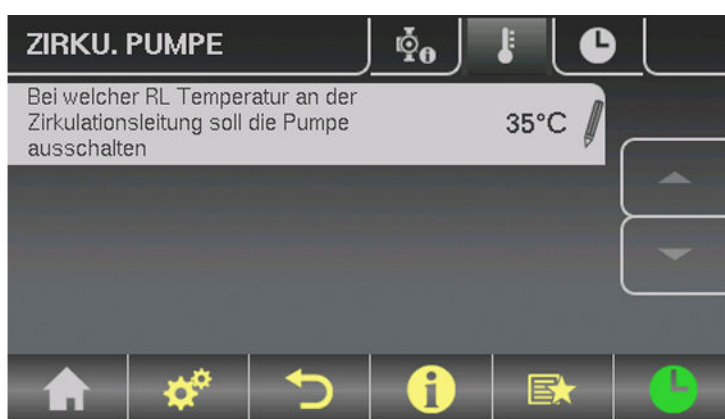 ZIRKU. PUMPE
Bei welcher RL Temperatur an der
Zirkulationsleitung soll die Pumpe
ausschalten
35°C